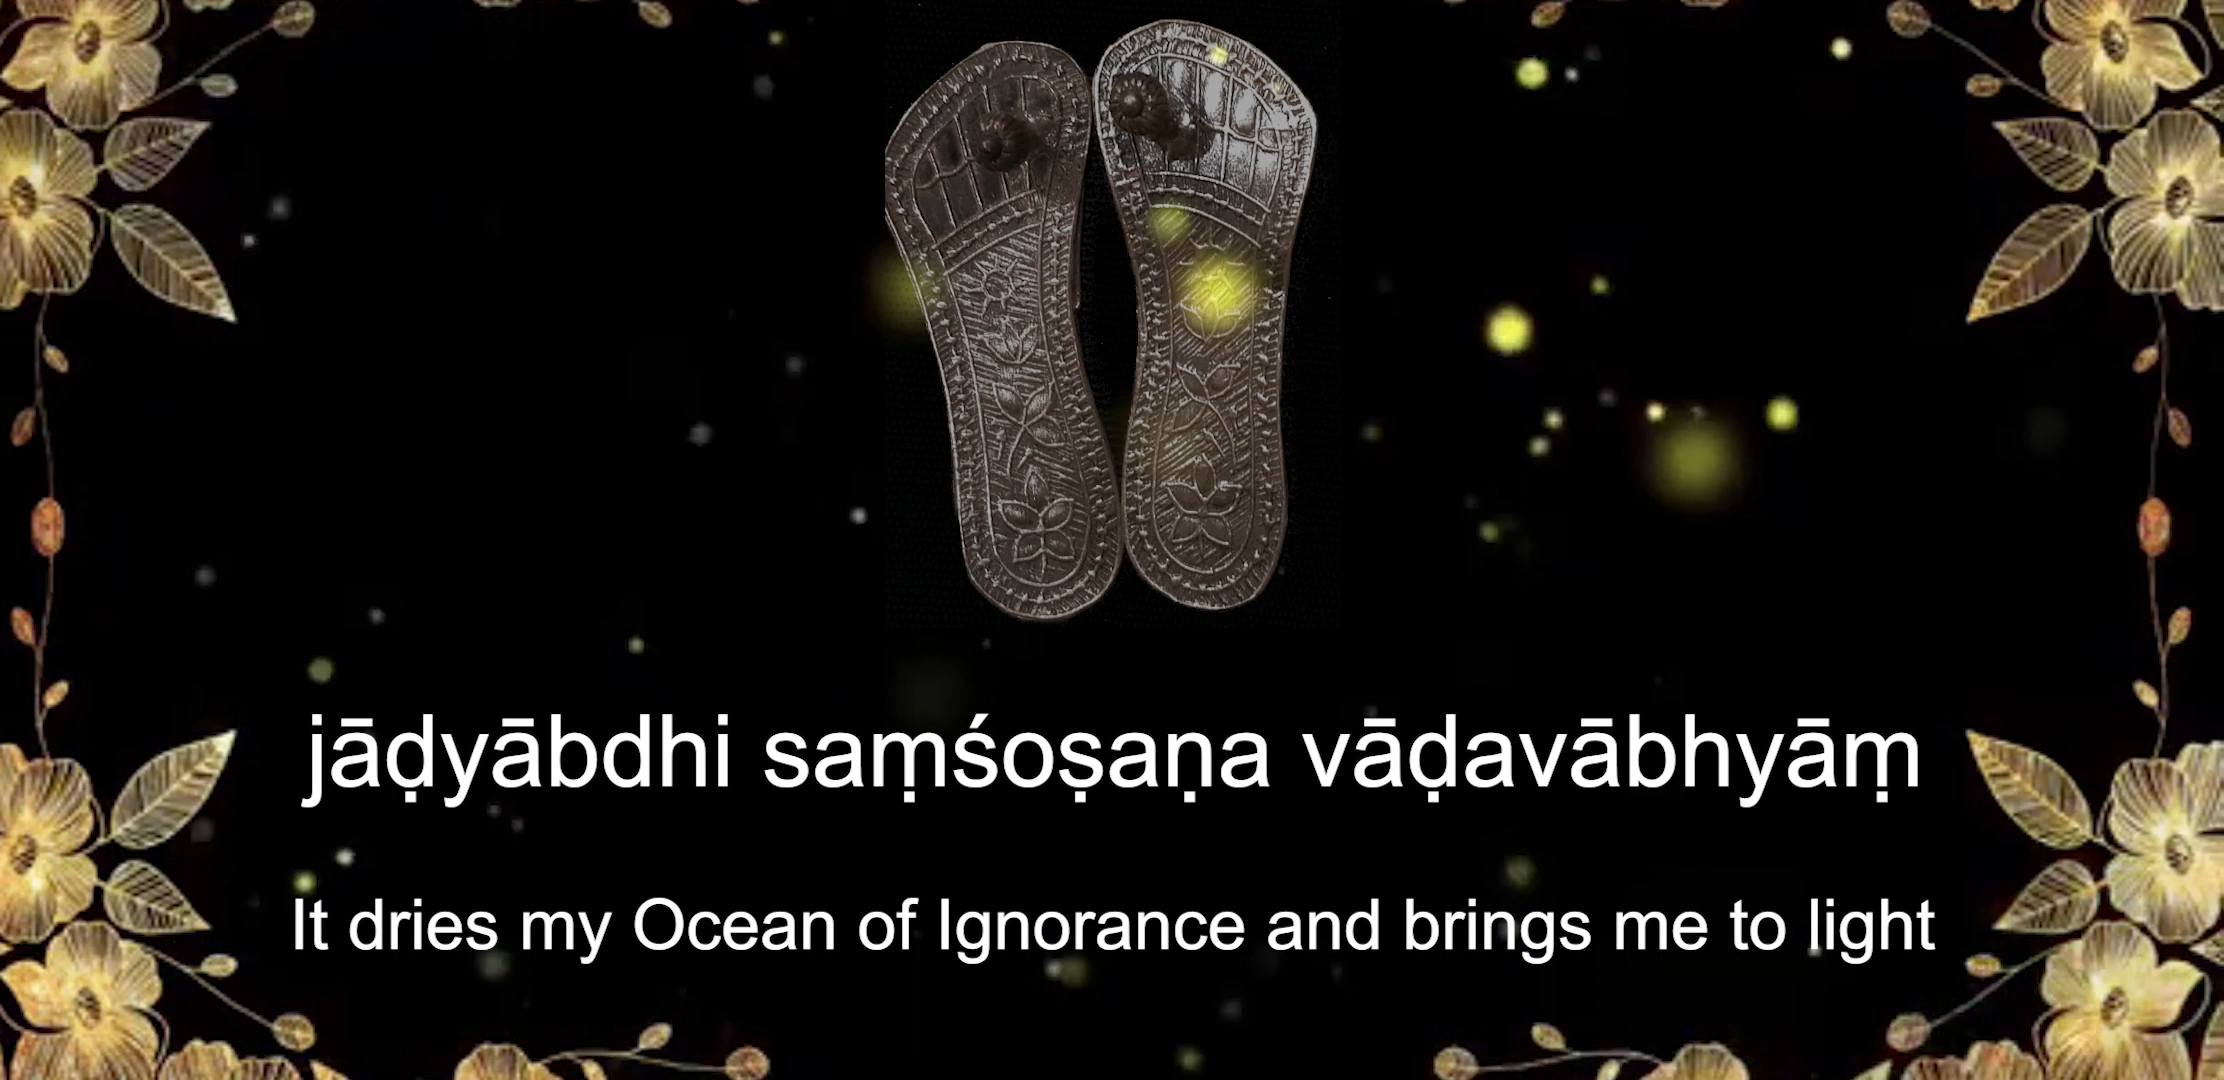 jāḍyābdhi saṃśoṣaṇa vāḍavābhyāṃ
It dries my Ocean of Ignorance and brings me to light